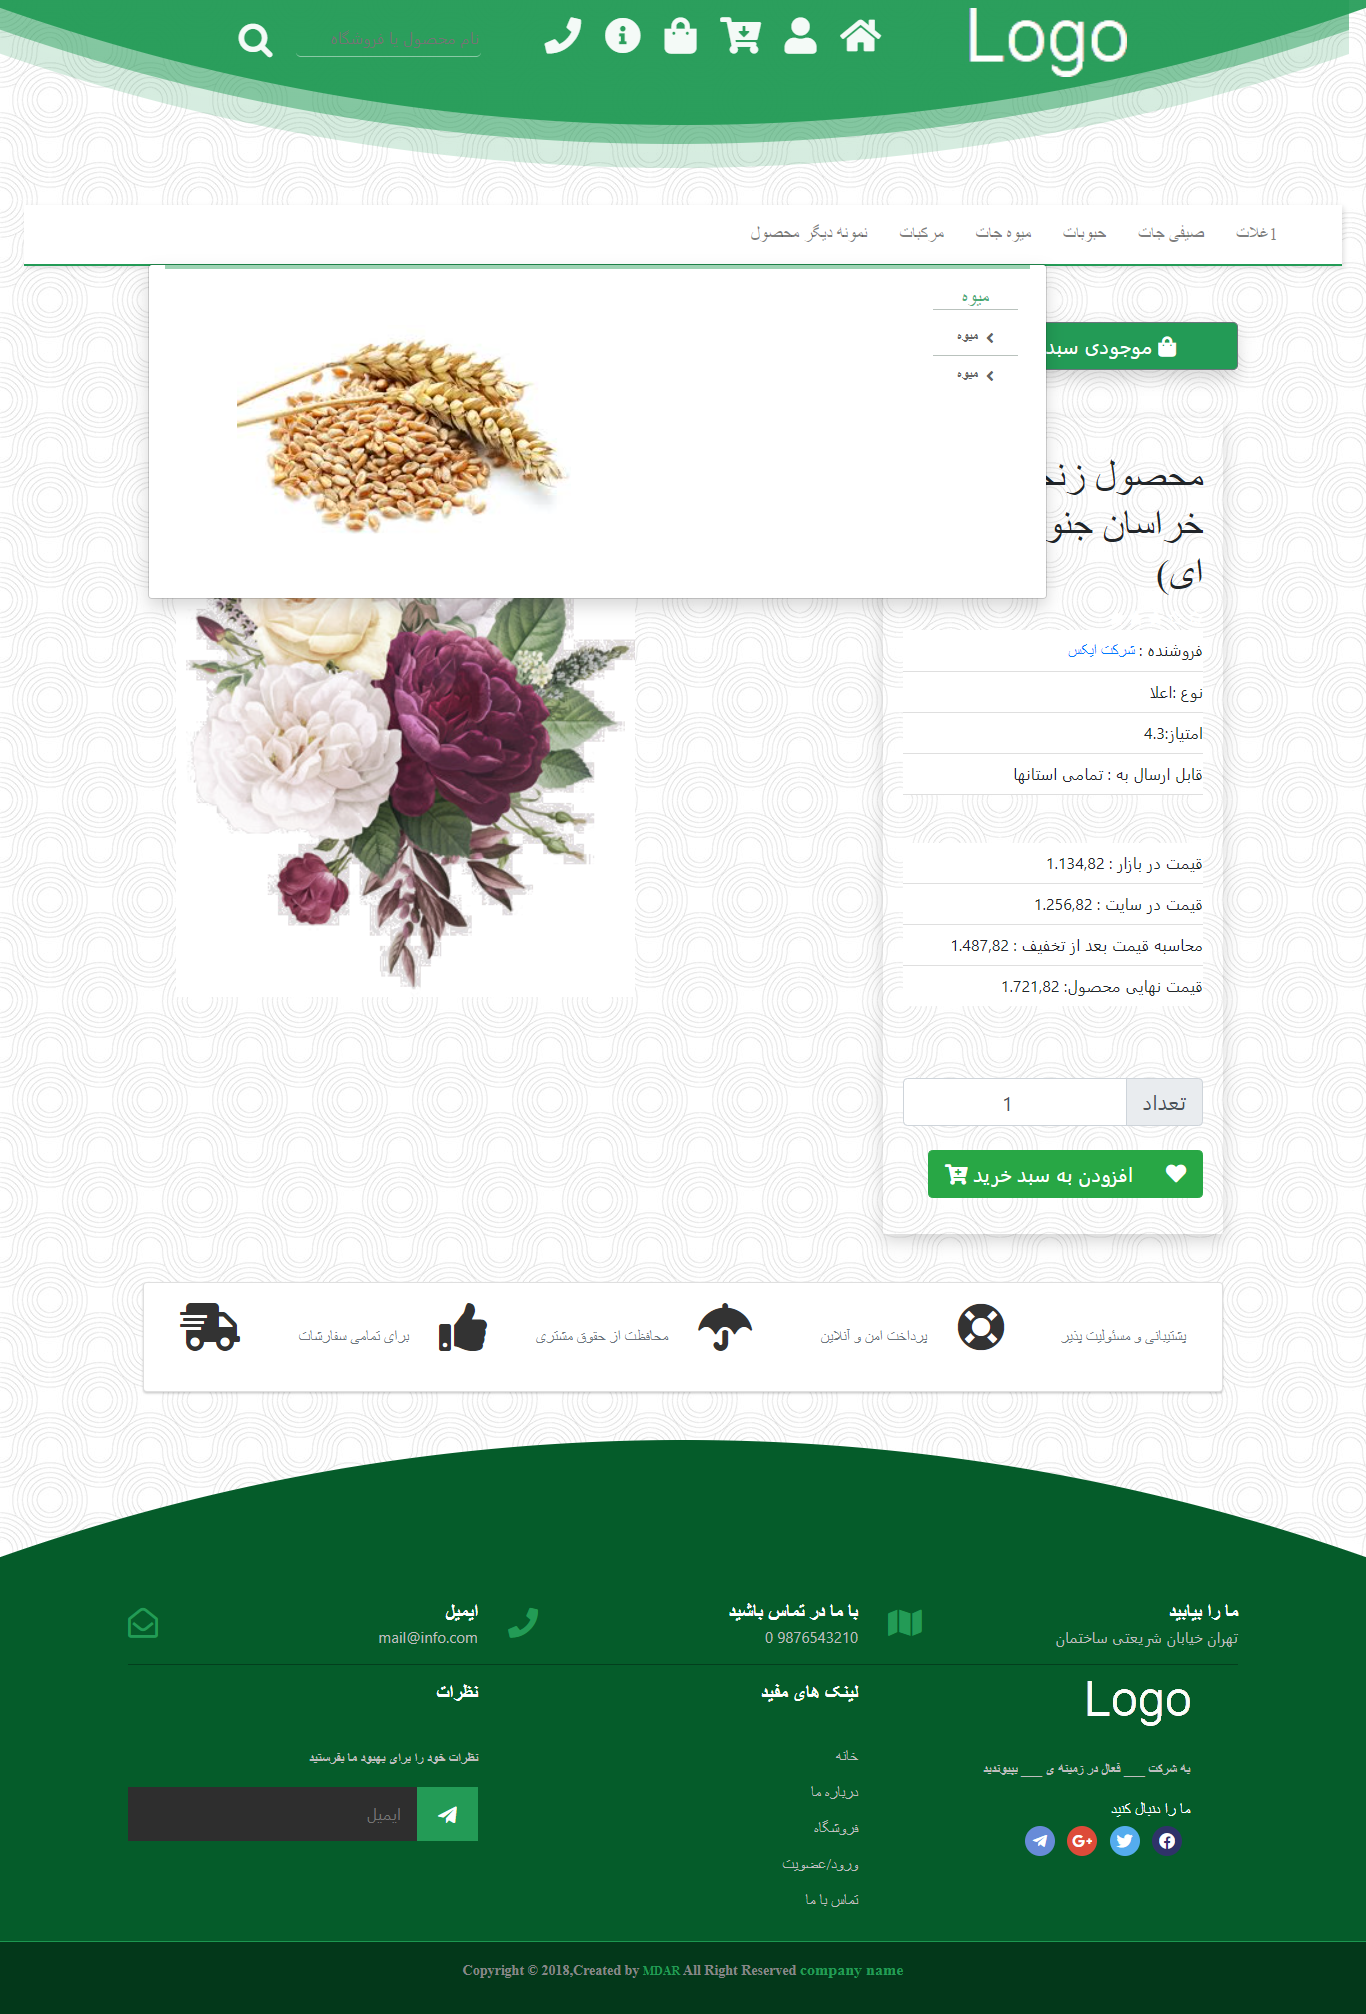 Logo
نام محصول یا فروشگاه
1غلات
صیفی جات
حبوبات
میوه جات
مرکبات
نمونه دیگر محصول
میوه
میوه
میوه
موجودی سبد
محصول
خراسان
ای)
فروشنده : شرکت ایکس
نوع :اعلا
امتیاز:4.3
قابل ارسال به : تمامی استانها
قیمت در بازار : 1.134,82
قیمت در سایت : 1.256,82
محاسبه قیمت بعد از تخفیف : 1.487,82
قیمت نهایی محصول: 1.721,82
تعداد
1
افزودن به سبد خرید
پشتیبانی و مسئولیت پذیر
پرداخت امن و آنلاین
محافظت از حقوق مشتری
برای تمامی سفارشات
ما را بیابید
تهران خیابان شریعتی ساختمان
با ما در تماس باشید
0 9876543210
ایمیل
mail@info.com
Logo
به شرکت ___ فعال در زمینه ی ___ بپیوندید
ما را دنبال کنید
لینک های مفید
خانه
درباره ما
فروشگاه
ورود/عضویت
تماس با ما
نظرات
نظرات خود را برای بهبود ما بفرستید
ایمیل
Copyright © 2018,Created by MDAR All Right Reserved company name